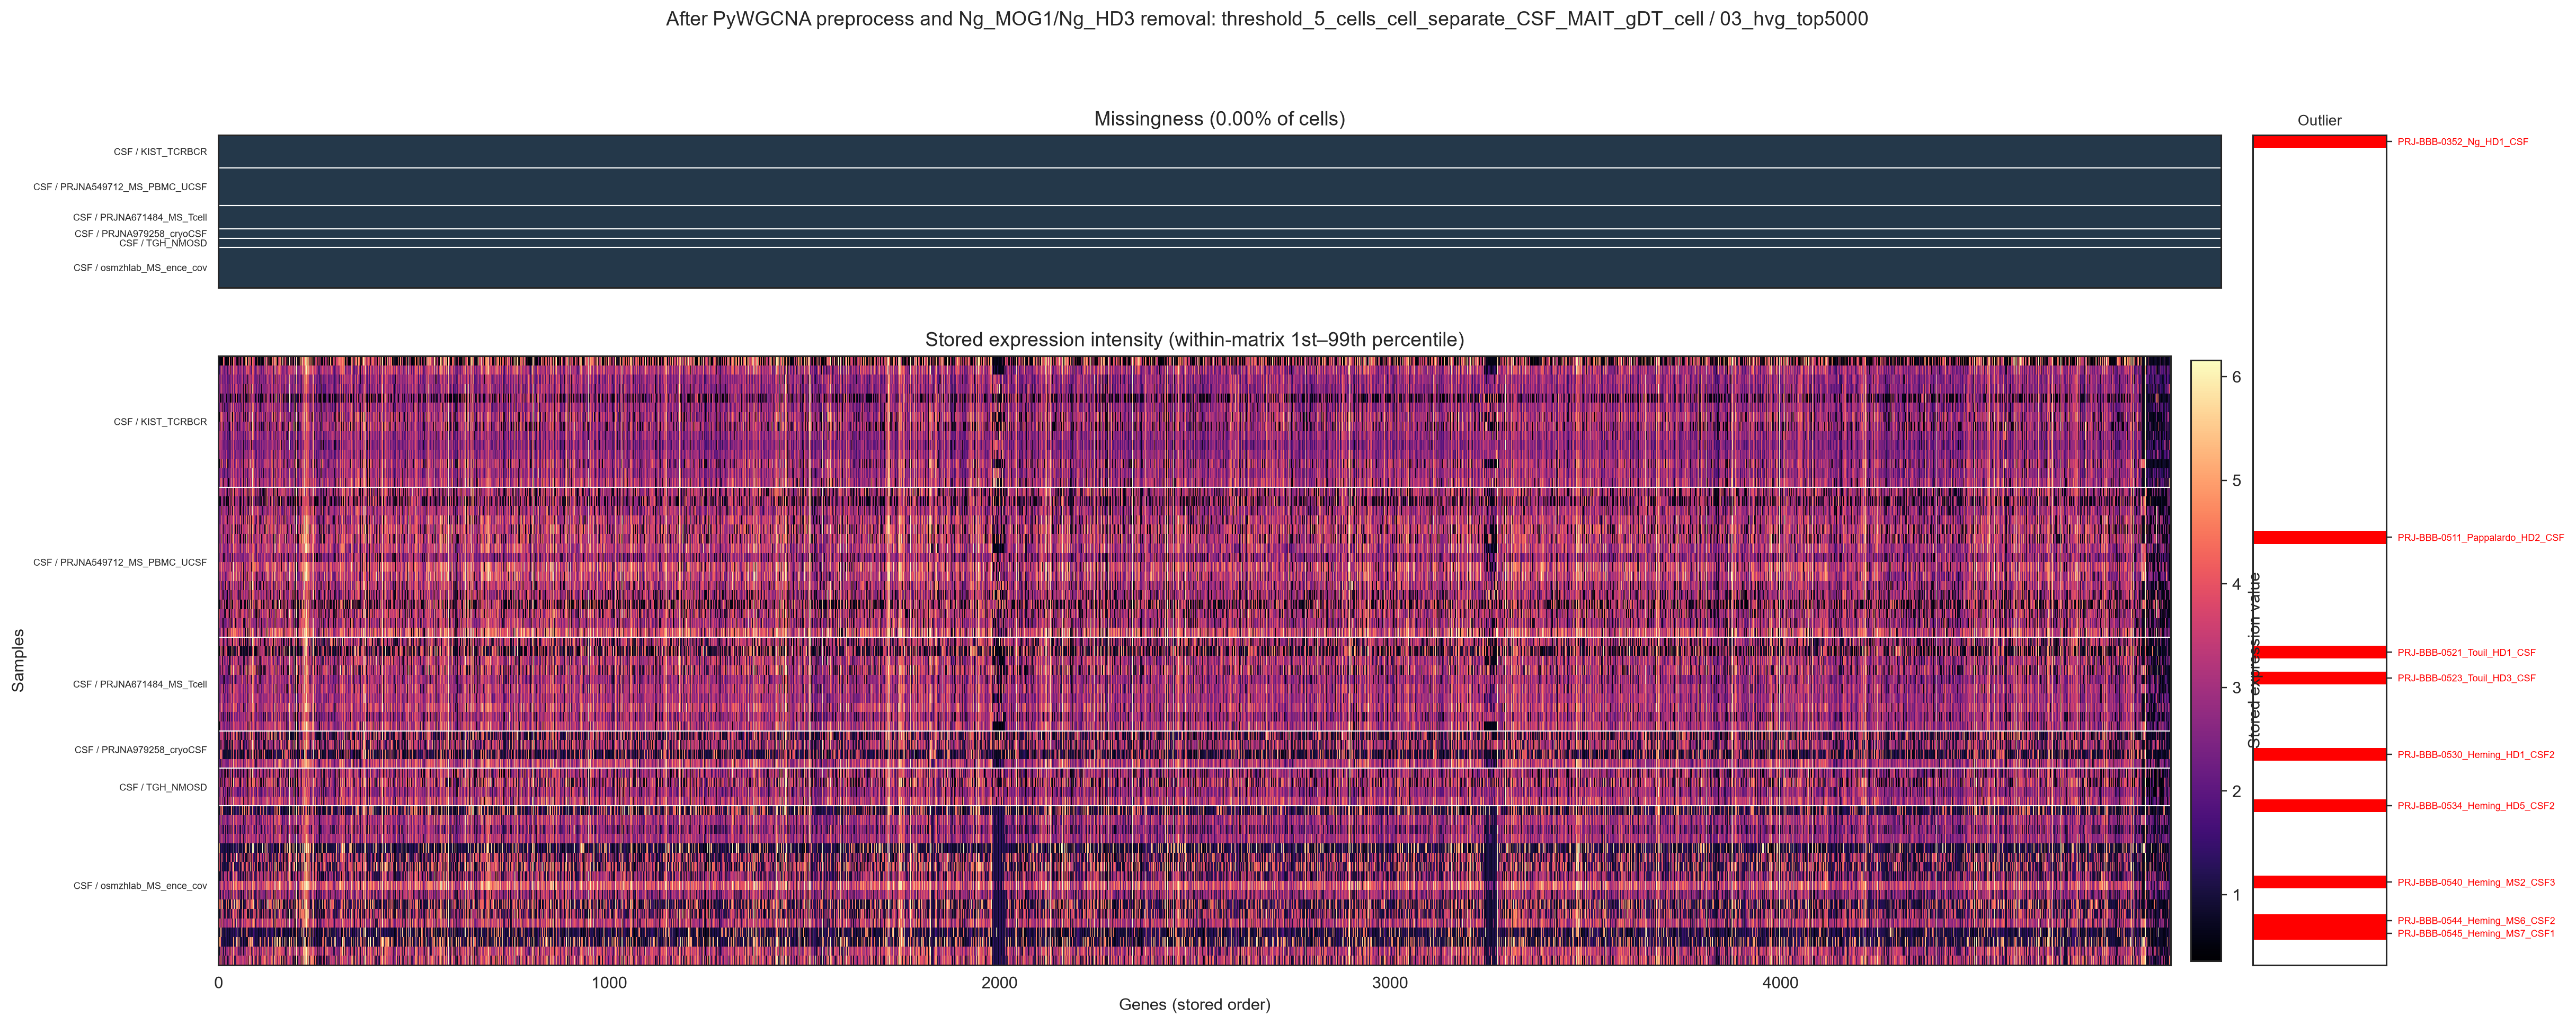 After PyWGCNA preprocess and Ng_MOG1/Ng_HD3 removal: threshold_5_cells_cell_separate_CSF_MAIT_gDT_cell / 03_hvg_top5000
Missingness (0.00% of cells)
CSF / KIST_TCRBCR
CSF / PRJNA549712_MS_PBMC_UCSF
CSF / PRJNA671484_MS_Tcell
CSF / PRJNA979258_cryoCSF
CSF / TGH_NMOSD
CSF / osmzhlab_MS_ence_cov
Stored expression intensity (within-matrix 1st–99th percentile)
Samples
CSF / KIST_TCRBCR
CSF / PRJNA549712_MS_PBMC_UCSF
CSF / PRJNA671484_MS_Tcell
CSF / PRJNA979258_cryoCSF
CSF / TGH_NMOSD
CSF / osmzhlab_MS_ence_cov
0 1000 2000 3000 4000
Genes (stored order)
6
5
4
3
2
1
Stored expression value
Outlier
PRJ-BBB-0352_Ng_HD1_CSF
PRJ-BBB-0511_Pappalardo_HD2_CSF
PRJ-BBB-0521_Touil_HD1_CSF
PRJ-BBB-0523_Touil_HD3_CSF
PRJ-BBB-0530_Heming_HD1_CSF2
PRJ-BBB-0534_Heming_HD5_CSF2
PRJ-BBB-0540_Heming_MS2_CSF3
PRJ-BBB-0544_Heming_MS6_CSF2
PRJ-BBB-0545_Heming_MS7_CSF1